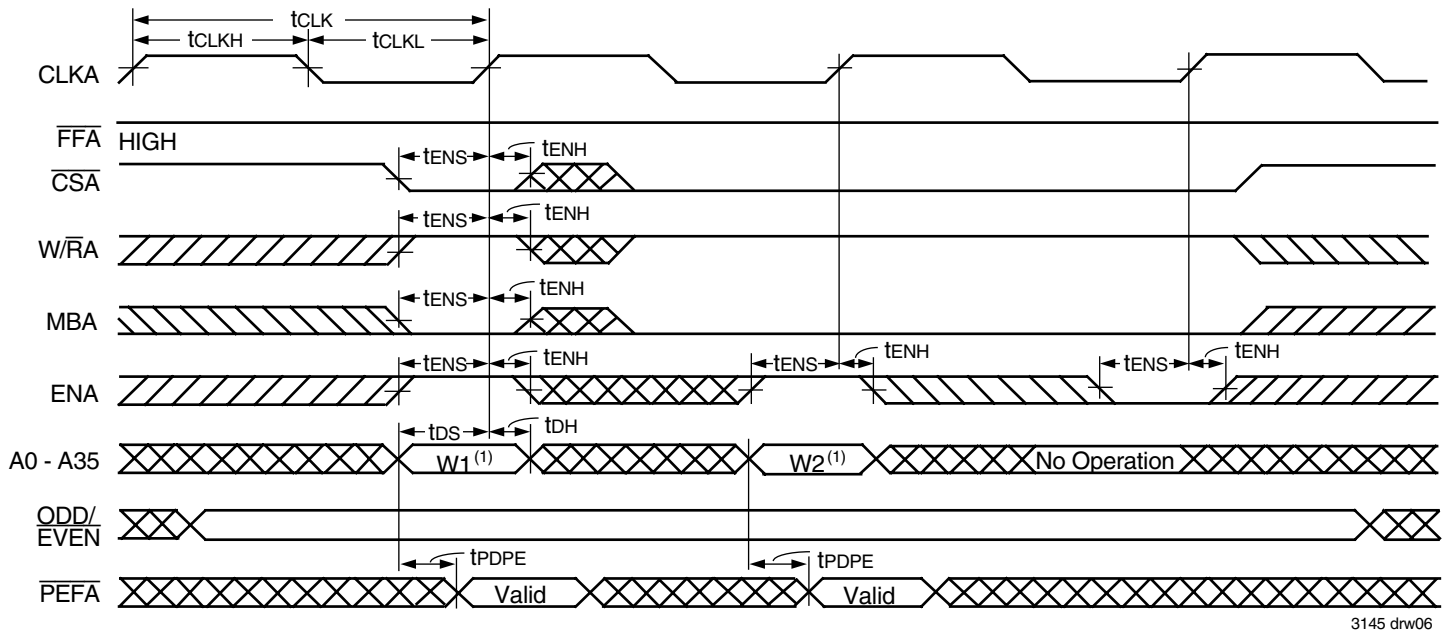 tCLK
tCLKH tCLKL
CLKA
FFA HIGH
tENS tENH
CSA
tENS tENH
W/RA
tENS tENH
MBA
tENS tENH tENS tENH tENS tENH
ENA
tDS tDH
A0 - A35 W1(1) W2(1) No Operation
ODD/
EVEN
tPDPE tPDPE
PEFA Valid Valid
3145 drw06